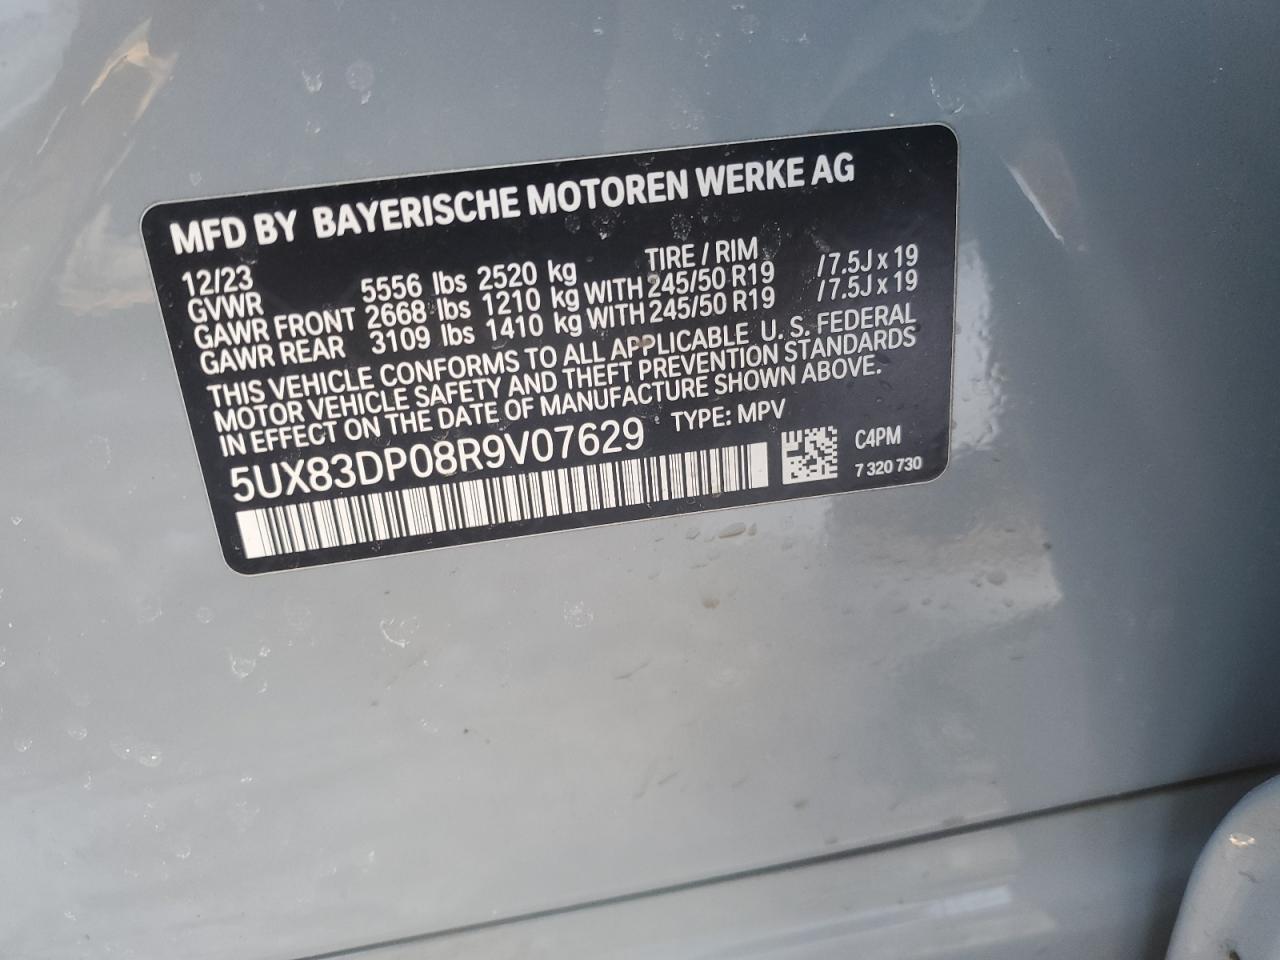 MFD BY BAYERISCHE MOTOREN WERKE AG
12/23 TIRE / RIM
GVWR 5556 lbs 2520 kg
GAWR FRONT 2668 lbs 1210 kg WITH 245/50 R19 /7.5J x 19
GAWR REAR 3109 lbs 1410 kg WITH 245/50 R19 /7.5J x 19
THIS VEHICLE CONFORMS TO ALL APPLICABLE U. S. FEDERAL
MOTOR VEHICLE SAFETY AND THEFT PREVENTION STANDARDS
IN EFFECT ON THE DATE OF MANUFACTURE SHOWN ABOVE.
5UX83DP08R9V07629 TYPE: MPV
C4PM
7 320 730